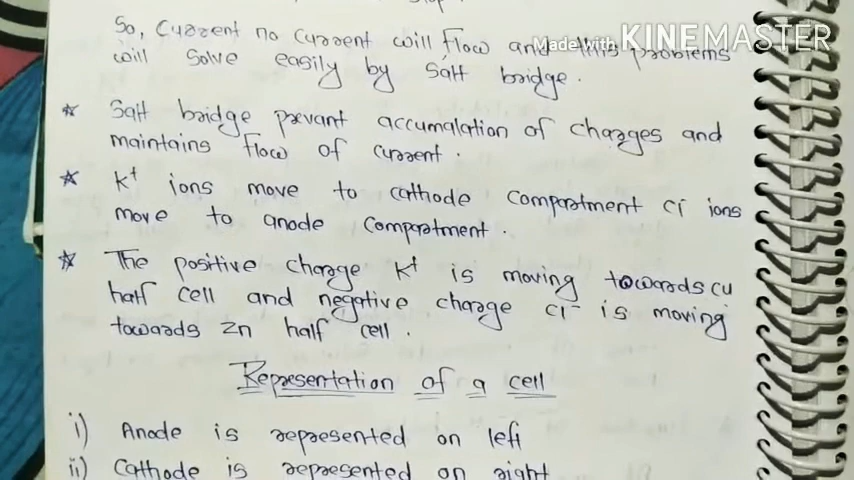 So, Current no current will flow and this problems
will solve easily by salt bridge.
Made with KINEMASTER
* Salt bridge prevant accumalation of charges and
maintains flow of current.
* K+ ions move to cathode compartment Cl ions
move to anode compartment.
* The positive charge K+ is moving towards cu
half cell and negative charge Cl- is moving
towards Zn half cell.
Representation of a cell
i) Anode is represented on left
ii) Cathode is represented on right